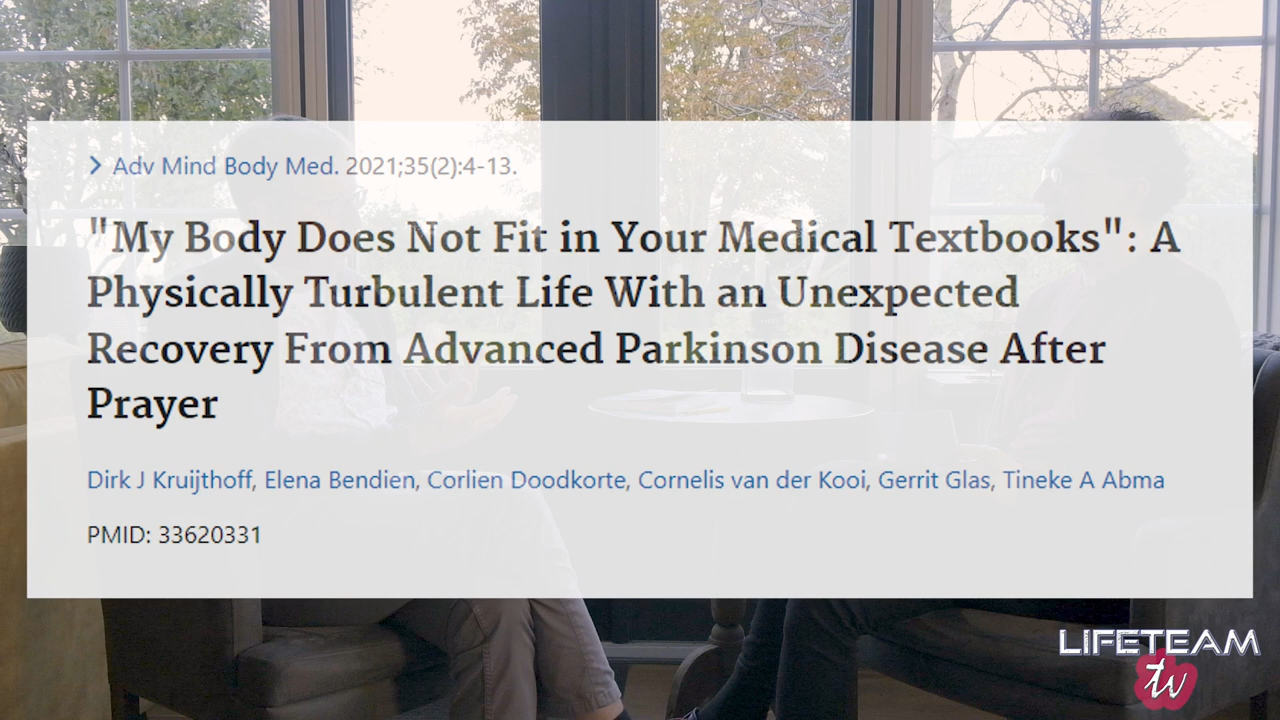 > Adv Mind Body Med. 2021;35(2):4-13.
"My Body Does Not Fit in Your Medical Textbooks": A
Physically Turbulent Life With an Unexpected
Recovery From Advanced Parkinson Disease After
Prayer
Dirk J Kruijthoff, Elena Bendien, Corlien Doodkorte, Cornelis van der Kooi, Gerrit Glas, Tineke A Abma
PMID: 33620331
LIFETEAM
tv